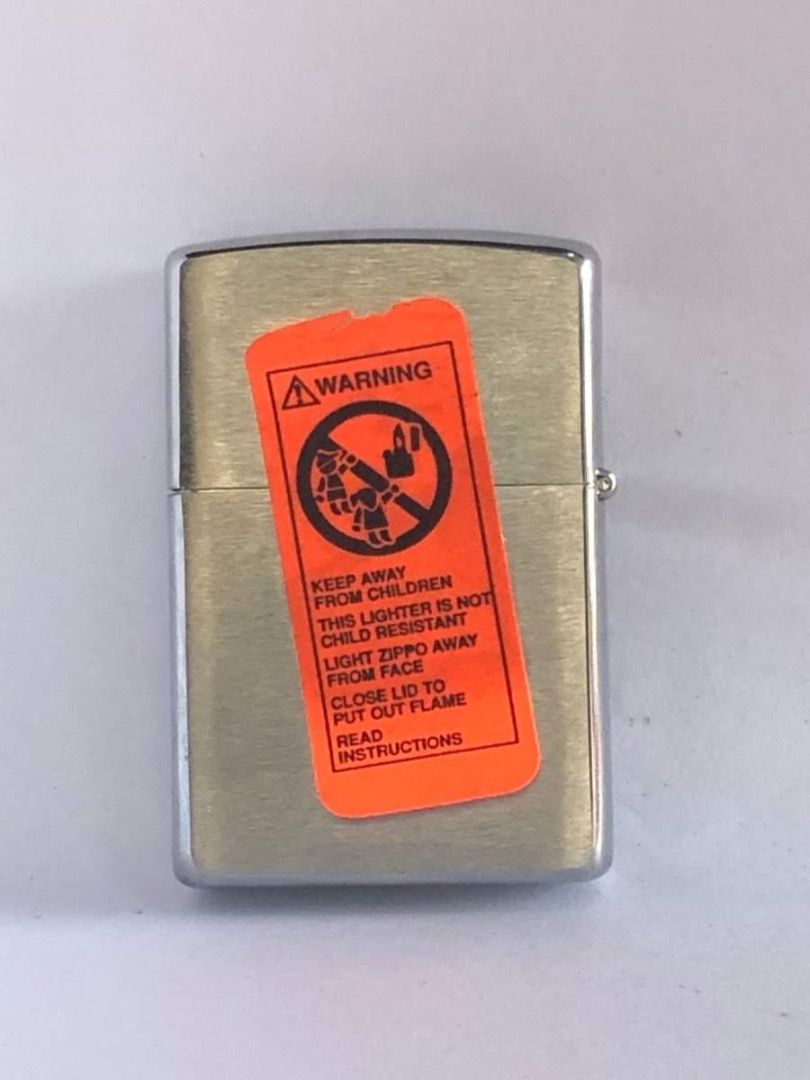 WARNING
KEEP AWAY
FROM CHILDREN
THIS LIGHTER IS NOT
CHILD RESISTANT
LIGHT ZIPPO AWAY
FROM FACE
CLOSE LID TO
PUT OUT FLAME
READ
INSTRUCTIONS